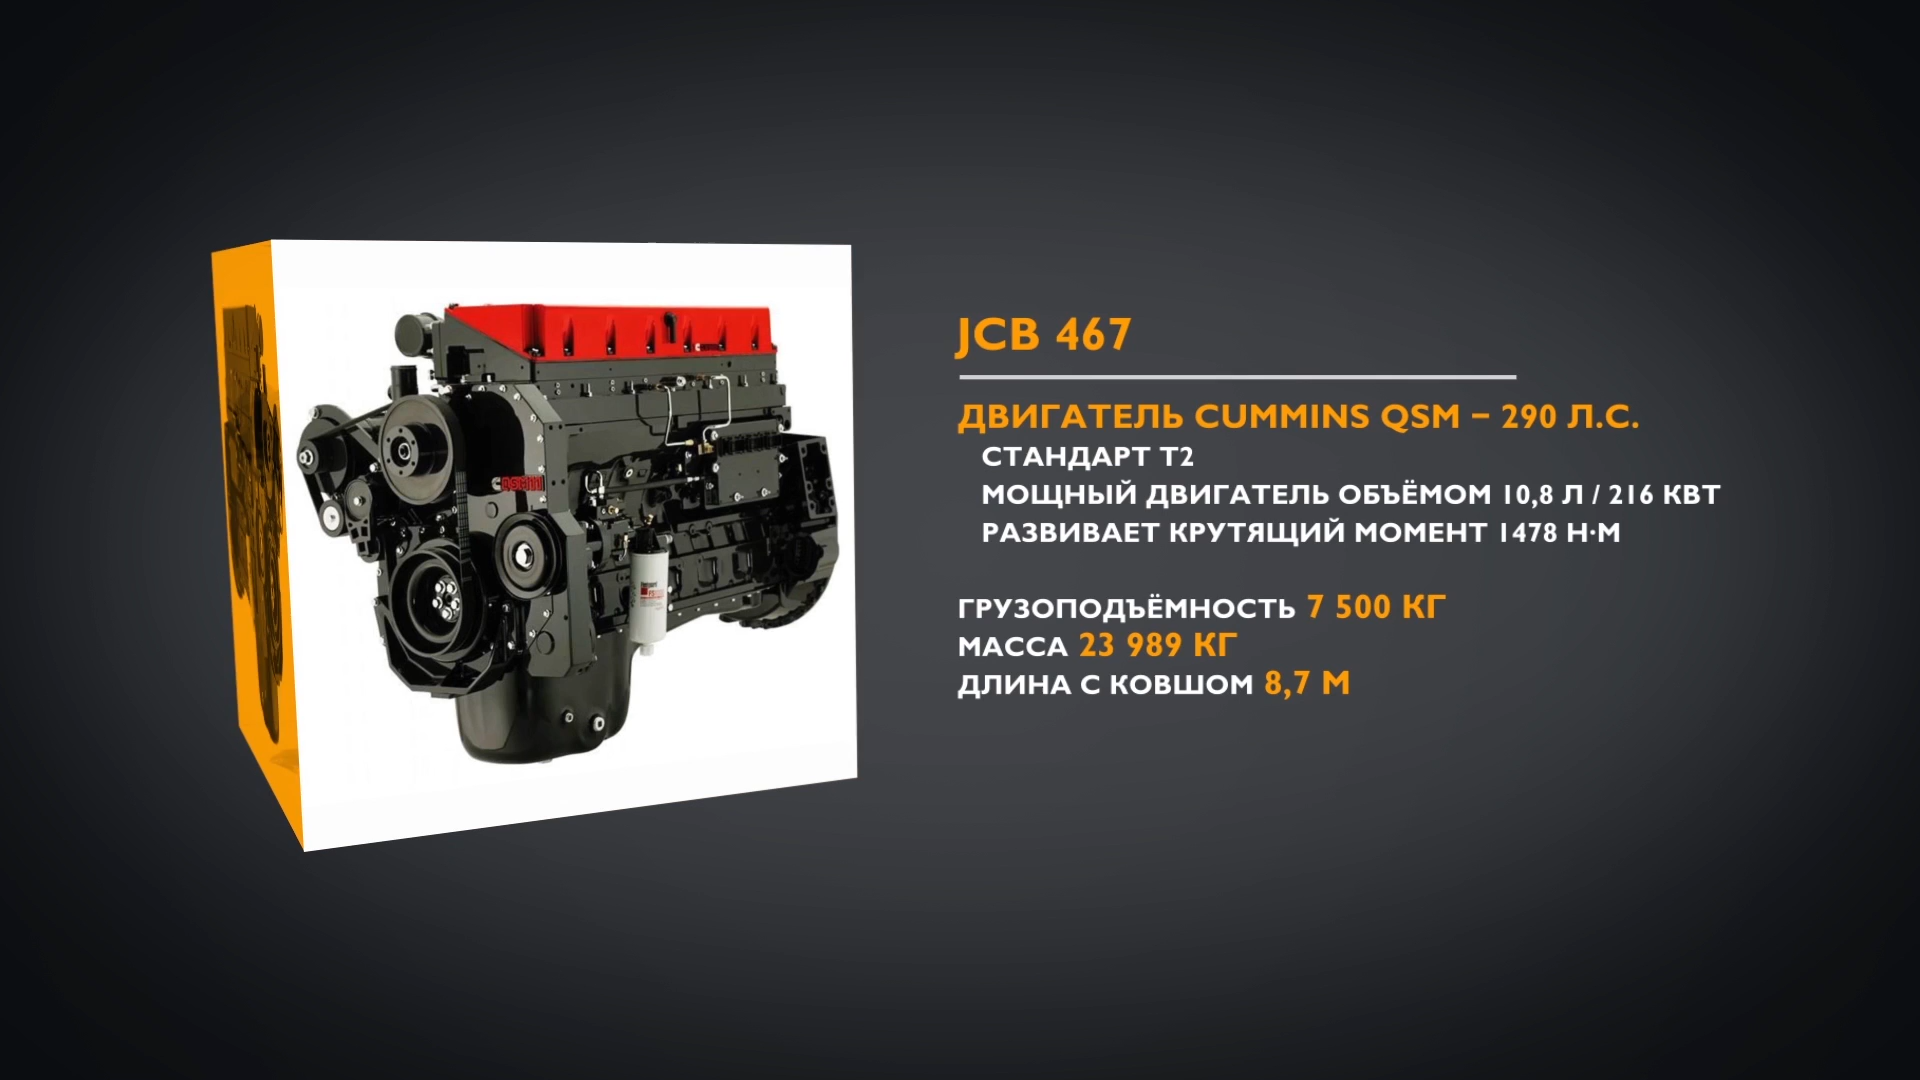 JCB 467
ДВИГАТЕЛЬ CUMMINS QSM – 290 Л.С.
СТАНДАРТ Т2
МОЩНЫЙ ДВИГАТЕЛЬ ОБЪЁМОМ 10,8 Л / 216 КВТ
РАЗВИВАЕТ КРУТЯЩИЙ МОМЕНТ 1478 Н·М
ГРУЗОПОДЪЁМНОСТЬ 7 500 КГ
МАССА 23 989 КГ
ДЛИНА С КОВШОМ 8,7 М
QSM11